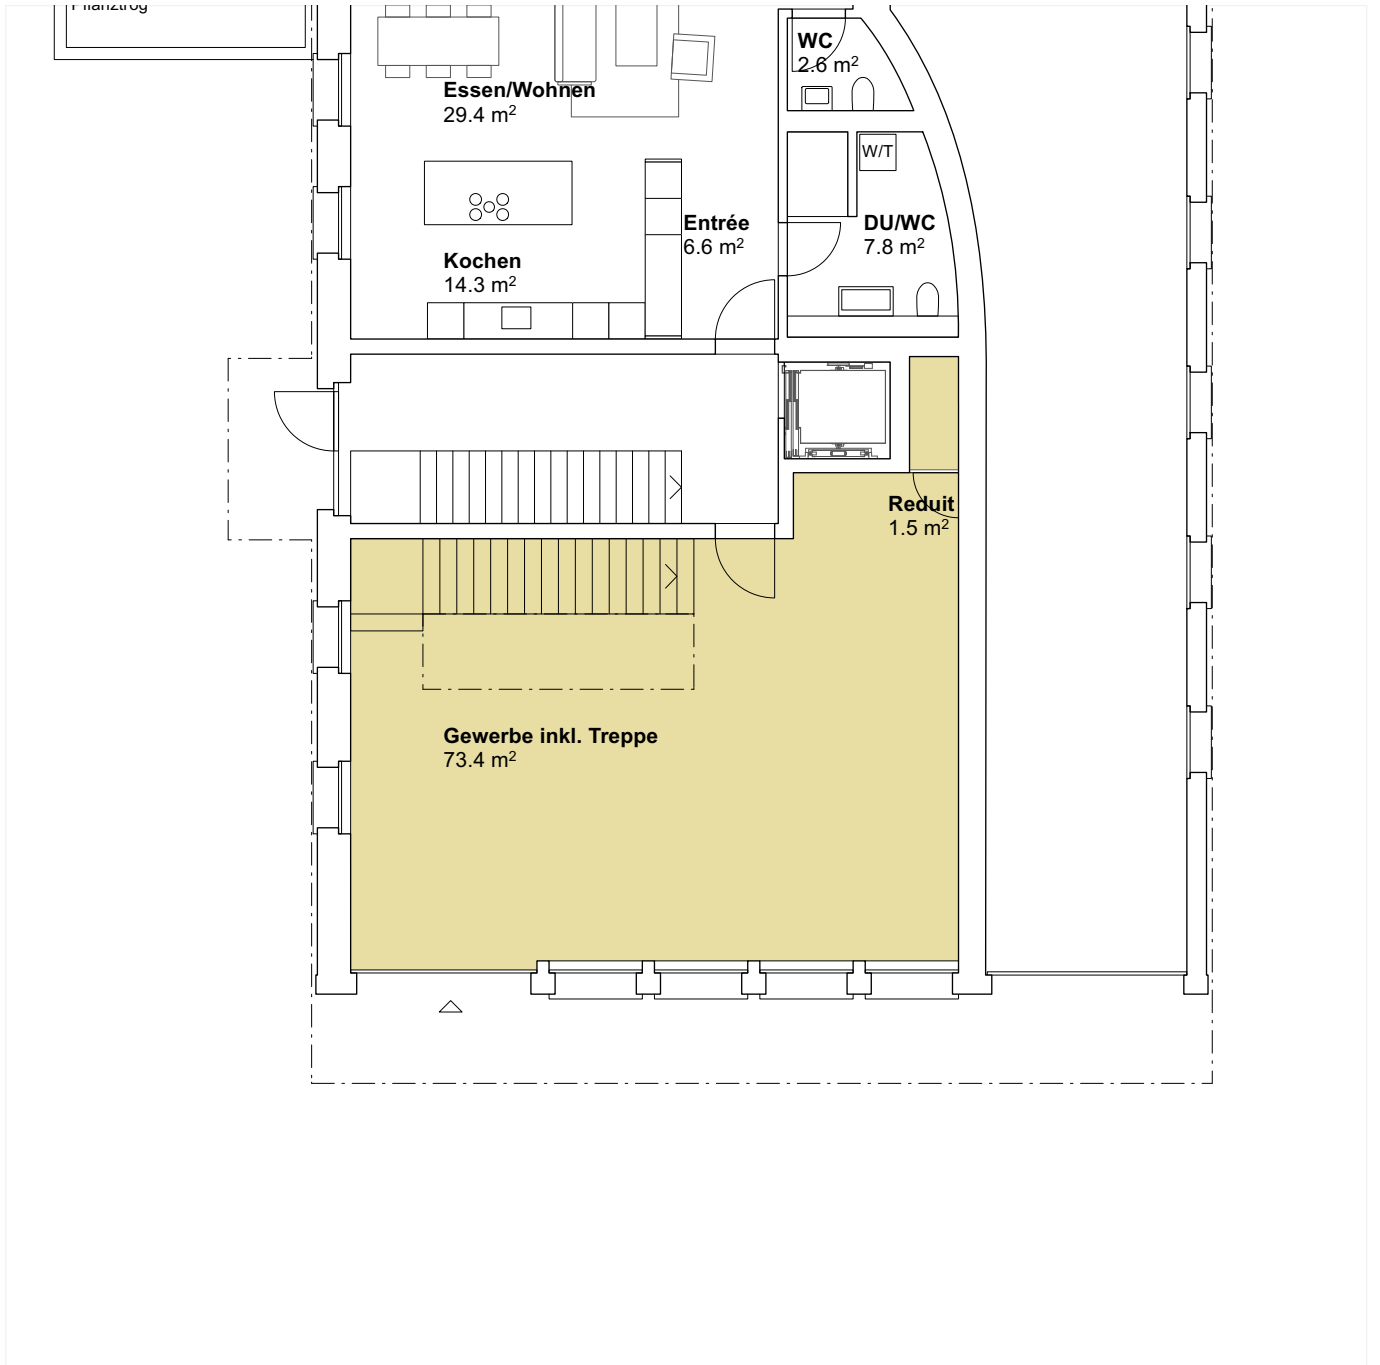 Pflanztrog
WC
2.6 m²
Essen/Wohnen
29.4 m²
W/T
Entrée
6.6 m²
DU/WC
7.8 m²
Kochen
14.3 m²
Reduit
1.5 m²
Gewerbe inkl. Treppe
73.4 m²